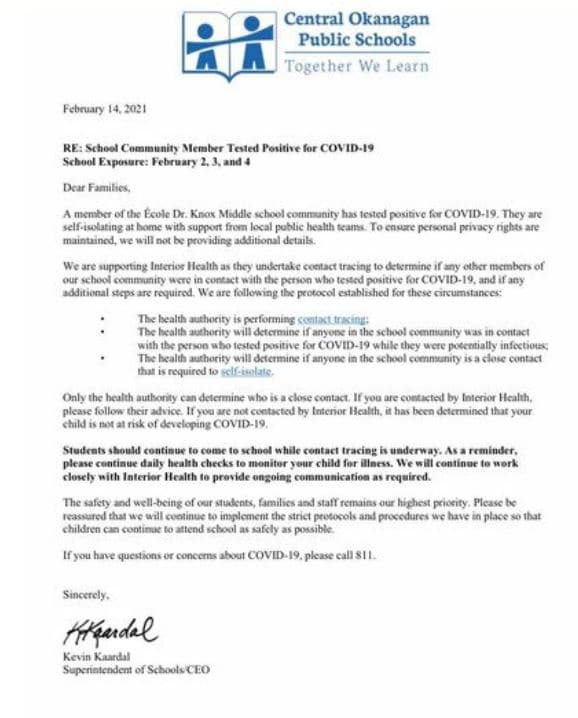 Central Okanagan
Public Schools
Together We Learn
February 14, 2021
RE: School Community Member Tested Positive for COVID-19
School Exposure: February 2, 3, and 4
Dear Families,
A member of the École Dr. Knox Middle school community has tested positive for COVID-19. They are
self-isolating at home with support from local public health teams. To ensure personal privacy rights are
maintained, we will not be providing additional details.
We are supporting Interior Health as they undertake contact tracing to determine if any other members of
our school community were in contact with the person who tested positive for COVID-19, and if any
additional steps are required. We are following the protocol established for these circumstances:
• The health authority is performing contact tracing;
• The health authority will determine if anyone in the school community was in contact
with the person who tested positive for COVID-19 while they were potentially infectious;
• The health authority will determine if anyone in the school community is a close contact
that is required to self-isolate.
Only the health authority can determine who is a close contact. If you are contacted by Interior Health,
please follow their advice. If you are not contacted by Interior Health, it has been determined that your
child is not at risk of developing COVID-19.
Students should continue to come to school while contact tracing is underway. As a reminder,
please continue daily health checks to monitor your child for illness. We will continue to work
closely with Interior Health to provide ongoing communication as required.
The safety and well-being of our students, families and staff remains our highest priority. Please be
reassured that we will continue to implement the strict protocols and procedures we have in place so that
children can continue to attend school as safely as possible.
If you have questions or concerns about COVID-19, please call 811.
Sincerely,
KKaardal
Kevin Kaardal
Superintendent of Schools/CEO